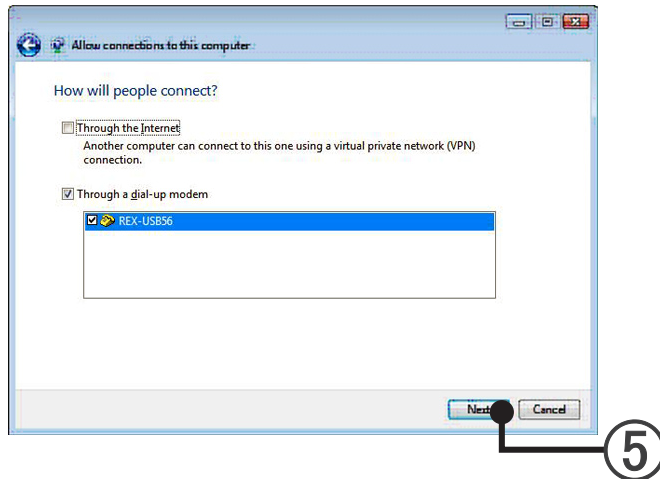 Allow connections to this computer
How will people connect?
Through the Internet
Another computer can connect to this one using a virtual private network (VPN)
connection.
Through a dial-up modem
REX-USB56
Next
Cancel
5